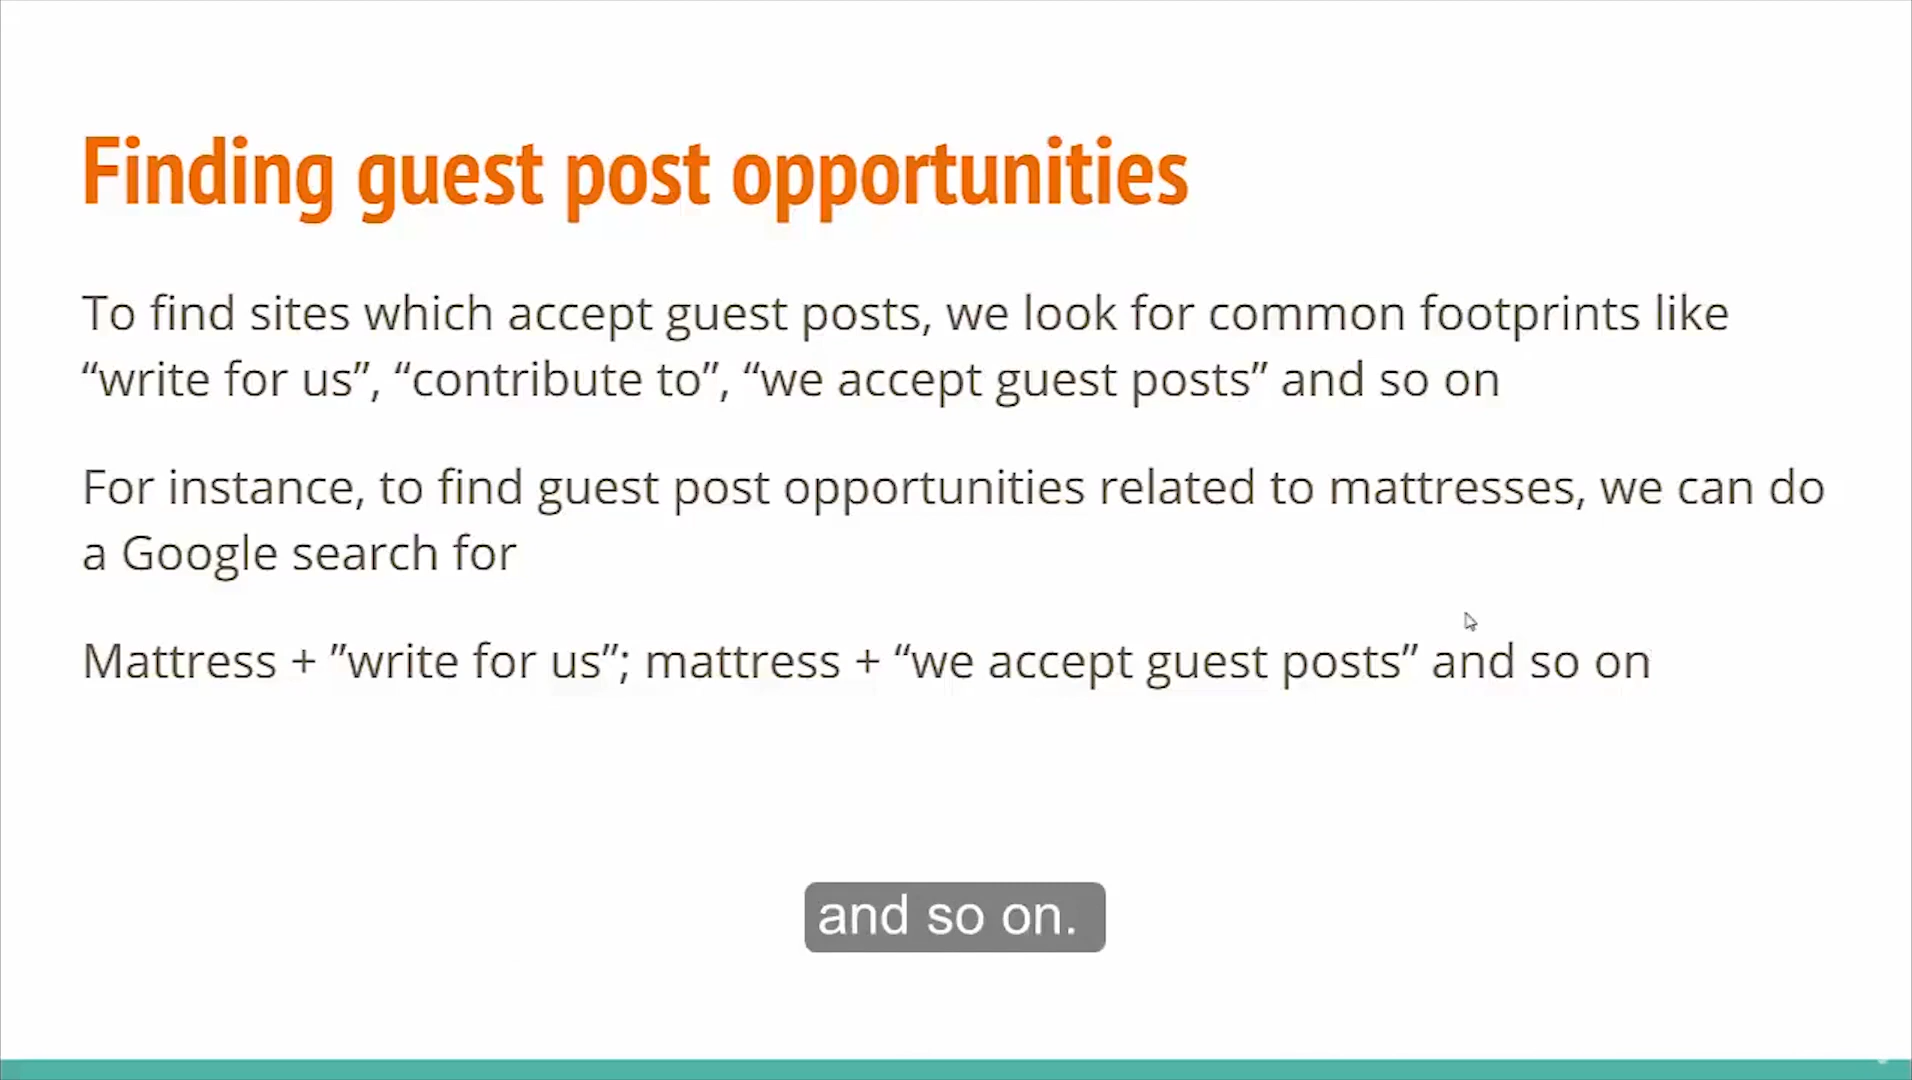 Finding guest post opportunities
To find sites which accept guest posts, we look for common footprints like
“write for us”, “contribute to”, “we accept guest posts” and so on
For instance, to find guest post opportunities related to mattresses, we can do
a Google search for
Mattress + ”write for us”; mattress + “we accept guest posts” and so on
and so on.